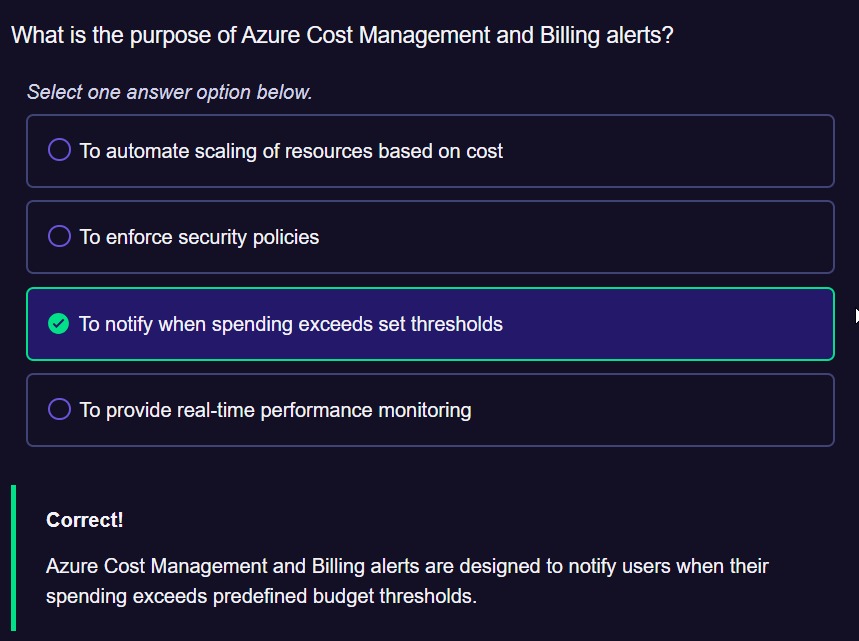 What is the purpose of Azure Cost Management and Billing alerts?
Select one answer option below.
To automate scaling of resources based on cost
To enforce security policies
To notify when spending exceeds set thresholds
To provide real-time performance monitoring
Correct!
Azure Cost Management and Billing alerts are designed to notify users when their
spending exceeds predefined budget thresholds.